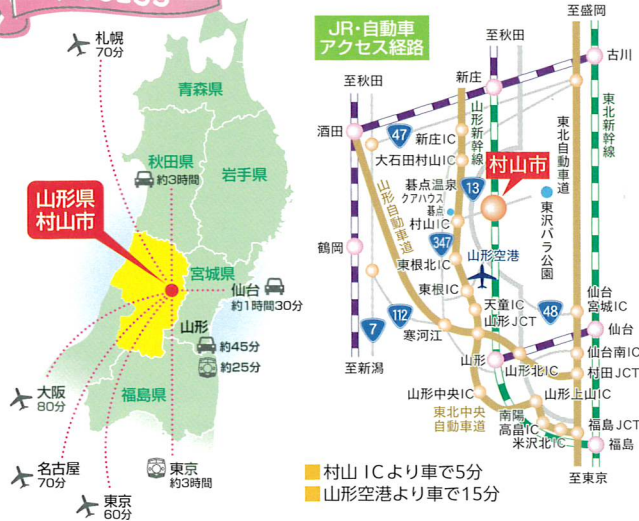 ACCESS
札幌
70分
青森県
秋田県
約3時間
岩手県
山形県
村山市
宮城県
仙台
約1時間30分
山形
約45分
約25分
福島県
大阪
80分
名古屋
70分
東京
60分
東京
約3時間
JR・自動車
アクセス経路
至秋田
至秋田
至盛岡
新庄
古川
酒田
47
新庄IC
大石田村山IC
山形新幹線
東北新幹線
東北自動車道
村山市
碁点温泉
クアハウス
碁点
13
村山IC
東沢バラ公園
山形自動車道
347
鶴岡
東根北IC
山形空港
東根IC
天童IC
山形JCT
48
仙台
宮城IC
7
112
寒河江
仙台
至新潟
山形
山形北IC
仙台南IC
村田JCT
山形中央IC
山形上山IC
東北中央
自動車道
南陽
高畠IC
米沢北IC
福島JCT
福島
至東京
村山 ICより車で5分
山形空港より車で15分